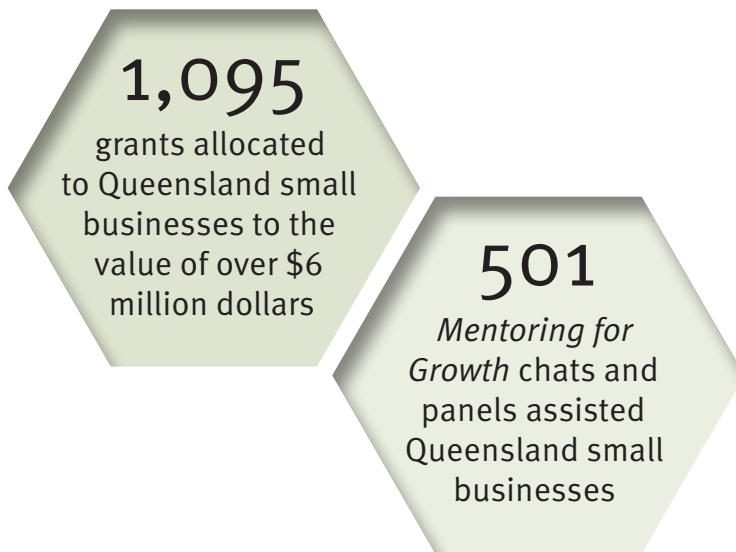 1,095
grants allocated
to Queensland small
businesses to the
value of over $6
million dollars
501
Mentoring for
Growth chats and
panels assisted
Queensland small
businesses